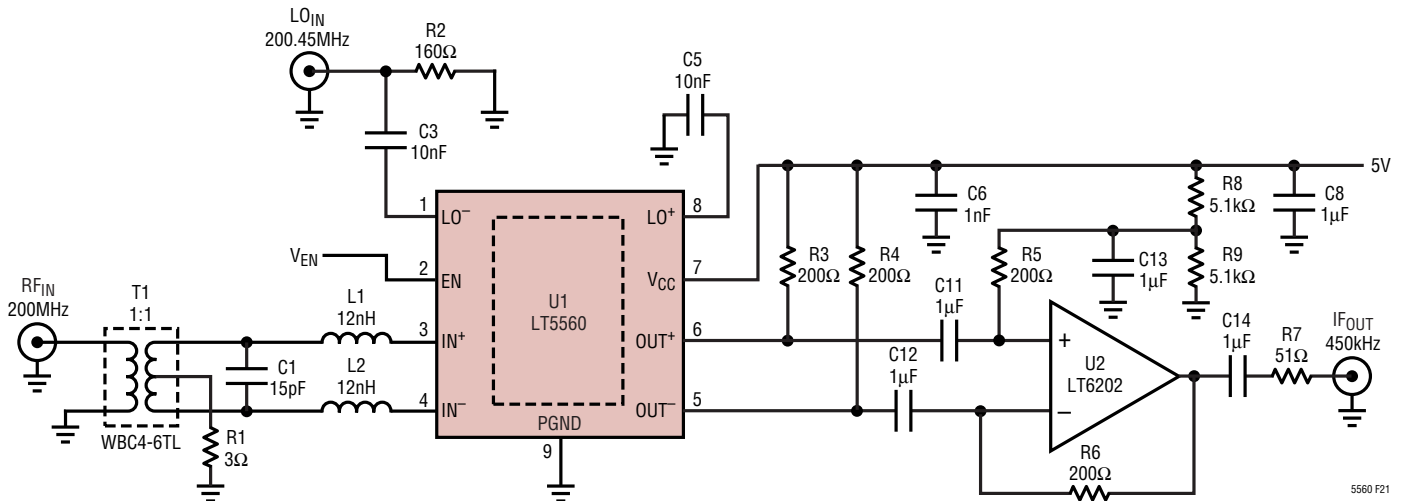 LO_IN
200.45MHz
R2
160Ω
C3
10nF
C5
10nF
5V
1
LO⁻
LO⁺
8
C6
1nF
R8
5.1kΩ
C8
1µF
V_EN
2
EN
V_CC
7
R3
200Ω
R4
200Ω
R5
200Ω
C13
1µF
R9
5.1kΩ
RF_IN
200MHz
T1
1:1
L1
12nH
3
IN⁺
U1
LT5560
OUT⁺
6
C11
1µF
C1
15pF
L2
12nH
C12
1µF
+
U2
LT6202
−
C14
1µF
R7
51Ω
IF_OUT
450kHz
4
IN⁻
OUT⁻
5
PGND
9
WBC4-6TL
R1
3Ω
R6
200Ω
5560 F21